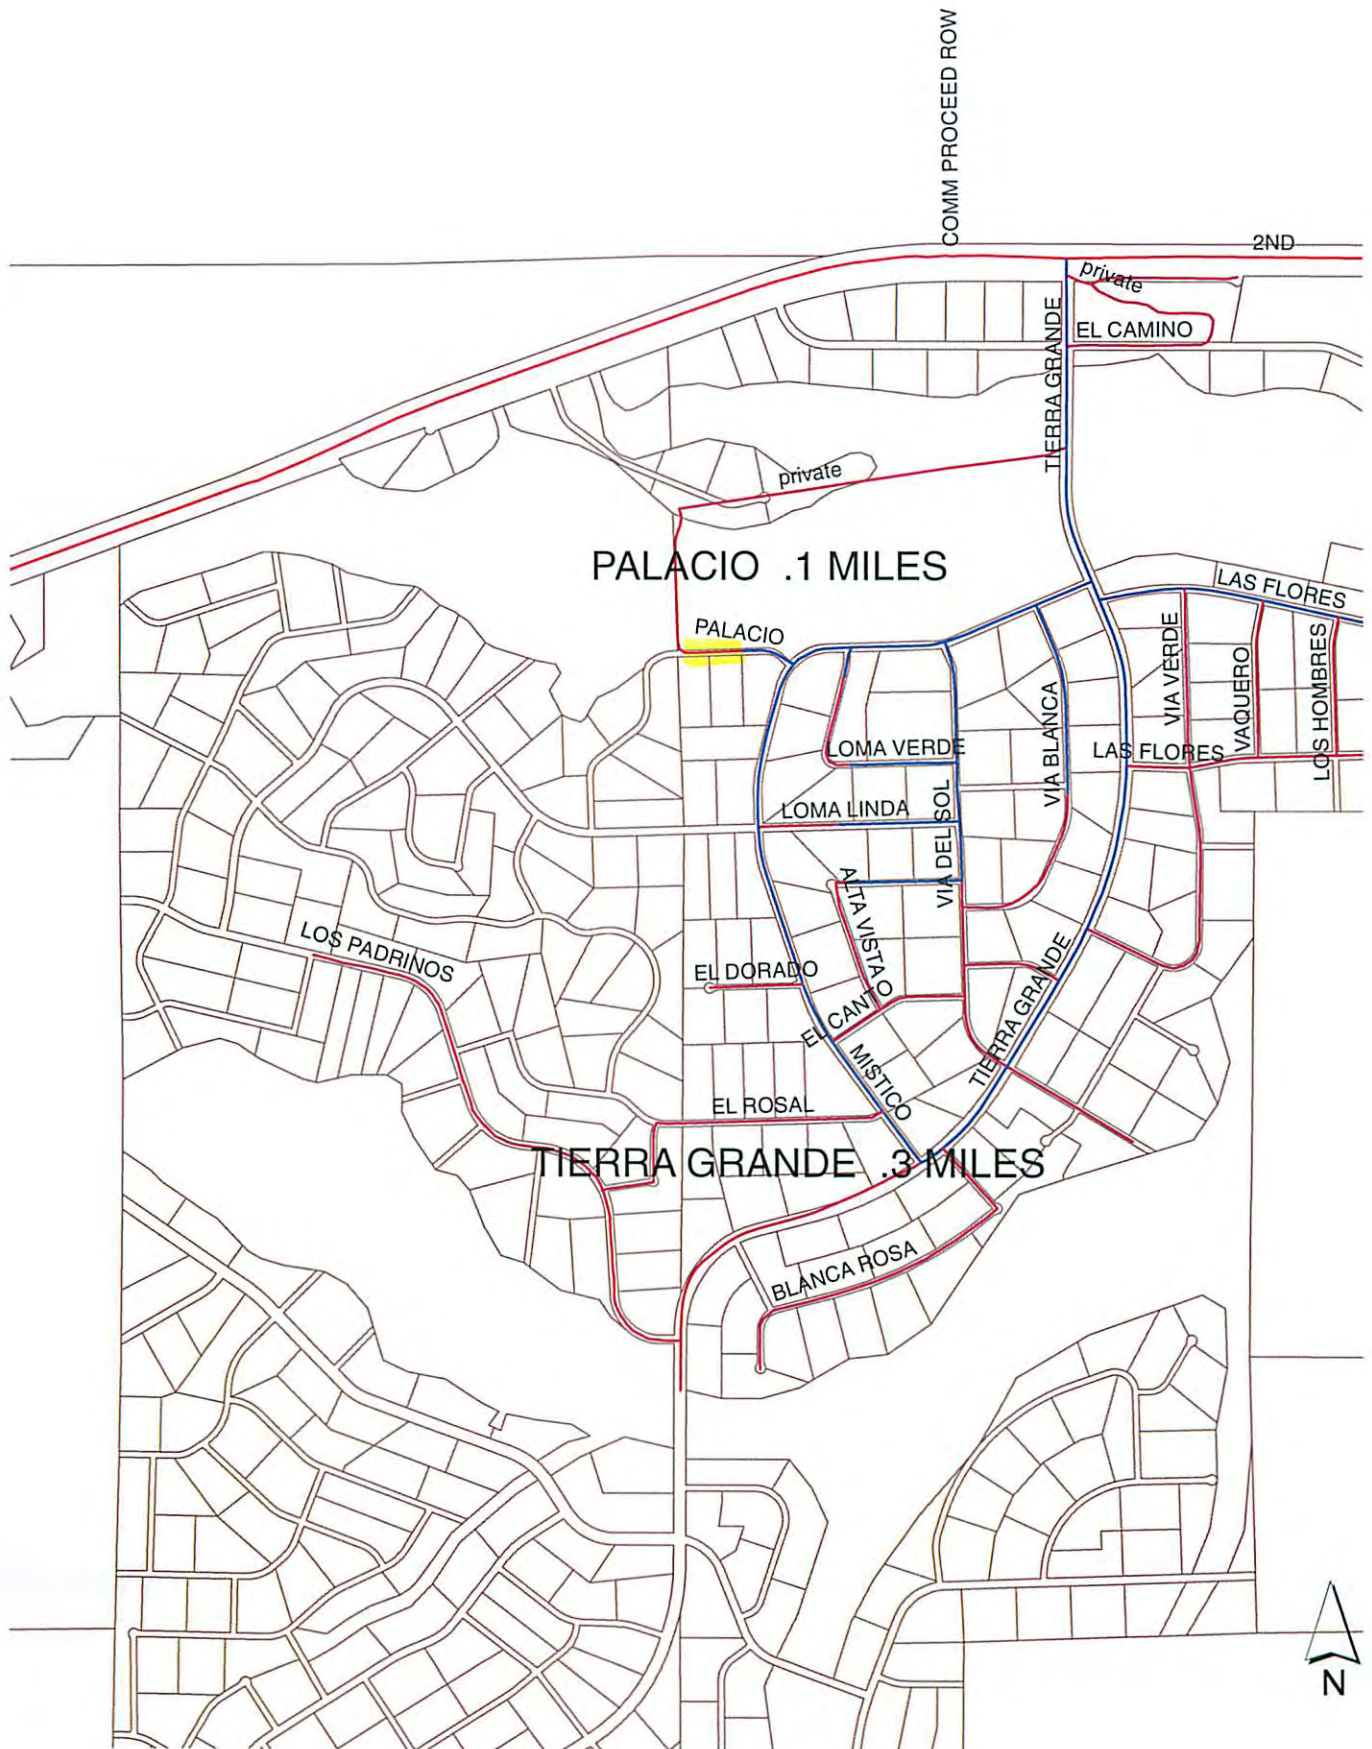 COMM PROCEED ROW
2ND
private
EL CAMINO
TIERRA GRANDE
private
PALACIO .1 MILES
LAS FLORES
PALACIO
VIA VERDE
VAQUERO
LOS HOMBRES
VIA BLANCA
LOMA VERDE
LAS FLORES
LOMA LINDA
VIA DEL SOL
ALTA VISTA
LOS PADRINOS
EL DORADO
EL CANTO
TIERRA GRANDE
MISTICO
EL ROSAL
TIERRA GRANDE .3 MILES
BLANCA ROSA
N